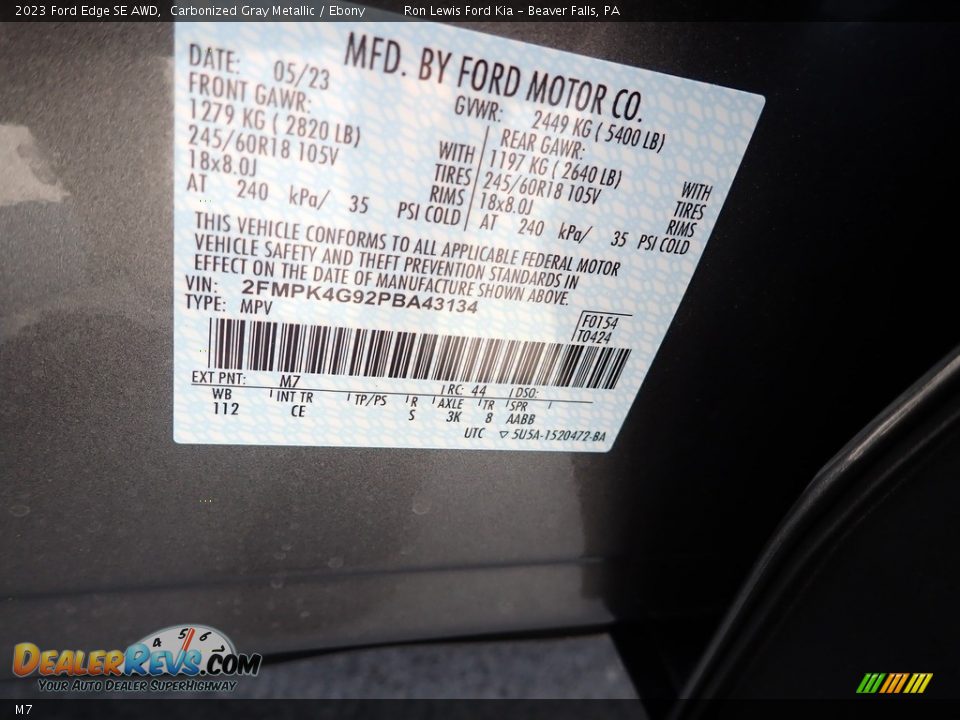 2023 Ford Edge SE AWD, Carbonized Gray Metallic / Ebony Ron Lewis Ford Kia - Beaver Falls, PA
MFD. BY FORD MOTOR CO.
DATE: 05/23 GVWR: 2449 KG ( 5400 LB)
FRONT GAWR: REAR GAWR:
1279 KG ( 2820 LB) WITH 1197 KG ( 2640 LB) WITH
245/60R18 105V TIRES 245/60R18 105V TIRES
18x8.0J RIMS 18x8.0J RIMS
AT 240 kPa/ 35 PSI COLD AT 240 kPa/ 35 PSI COLD
THIS VEHICLE CONFORMS TO ALL APPLICABLE FEDERAL MOTOR
VEHICLE SAFETY AND THEFT PREVENTION STANDARDS IN
EFFECT ON THE DATE OF MANUFACTURE SHOWN ABOVE.
VIN: 2FMPK4G92PBA43134
TYPE: MPV
F0154
T0424
EXT PNT: M7 RC: 44 DSO:
WB INT TR TP/PS R AXLE TR SPR
112 CE S 3K 8 AABB
UTC ▽ 5U5A-1520472-BA
4 5 6
DEALERREVS.COM
YOUR AUTO DEALER SUPERHIGHWAY
M7